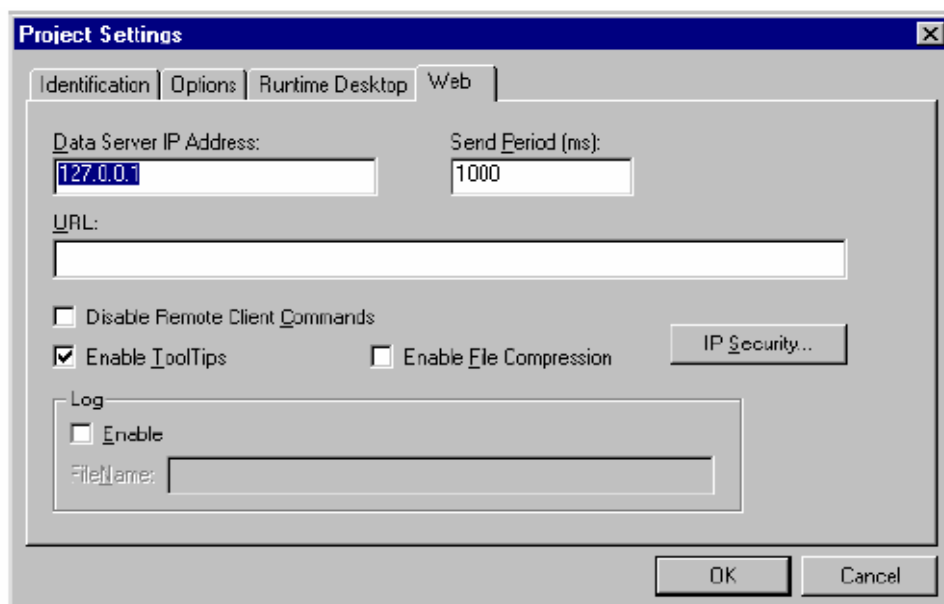 Project Settings
Identification Options Runtime Desktop Web
Data Server IP Address: Send Period (ms):
127.0.0.1 1000
URL:
Disable Remote Client Commands
Enable ToolTips Enable File Compression IP Security...
Log
Enable
FileName:
OK Cancel